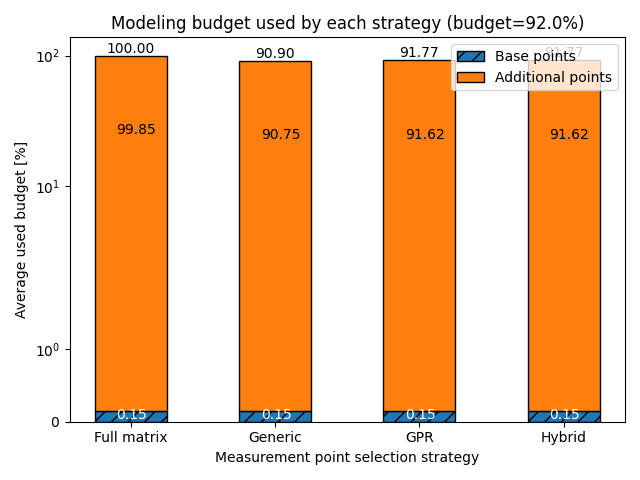 Modeling budget used by each strategy (budget=92.0%)
100.00
90.90
91.77
91.77
Base points
Additional points
99.85
90.75
91.62
91.62
0.15
0.15
0.15
0.15
10²
10¹
10⁰
0
Average used budget [%]
Full matrix
Generic
GPR
Hybrid
Measurement point selection strategy